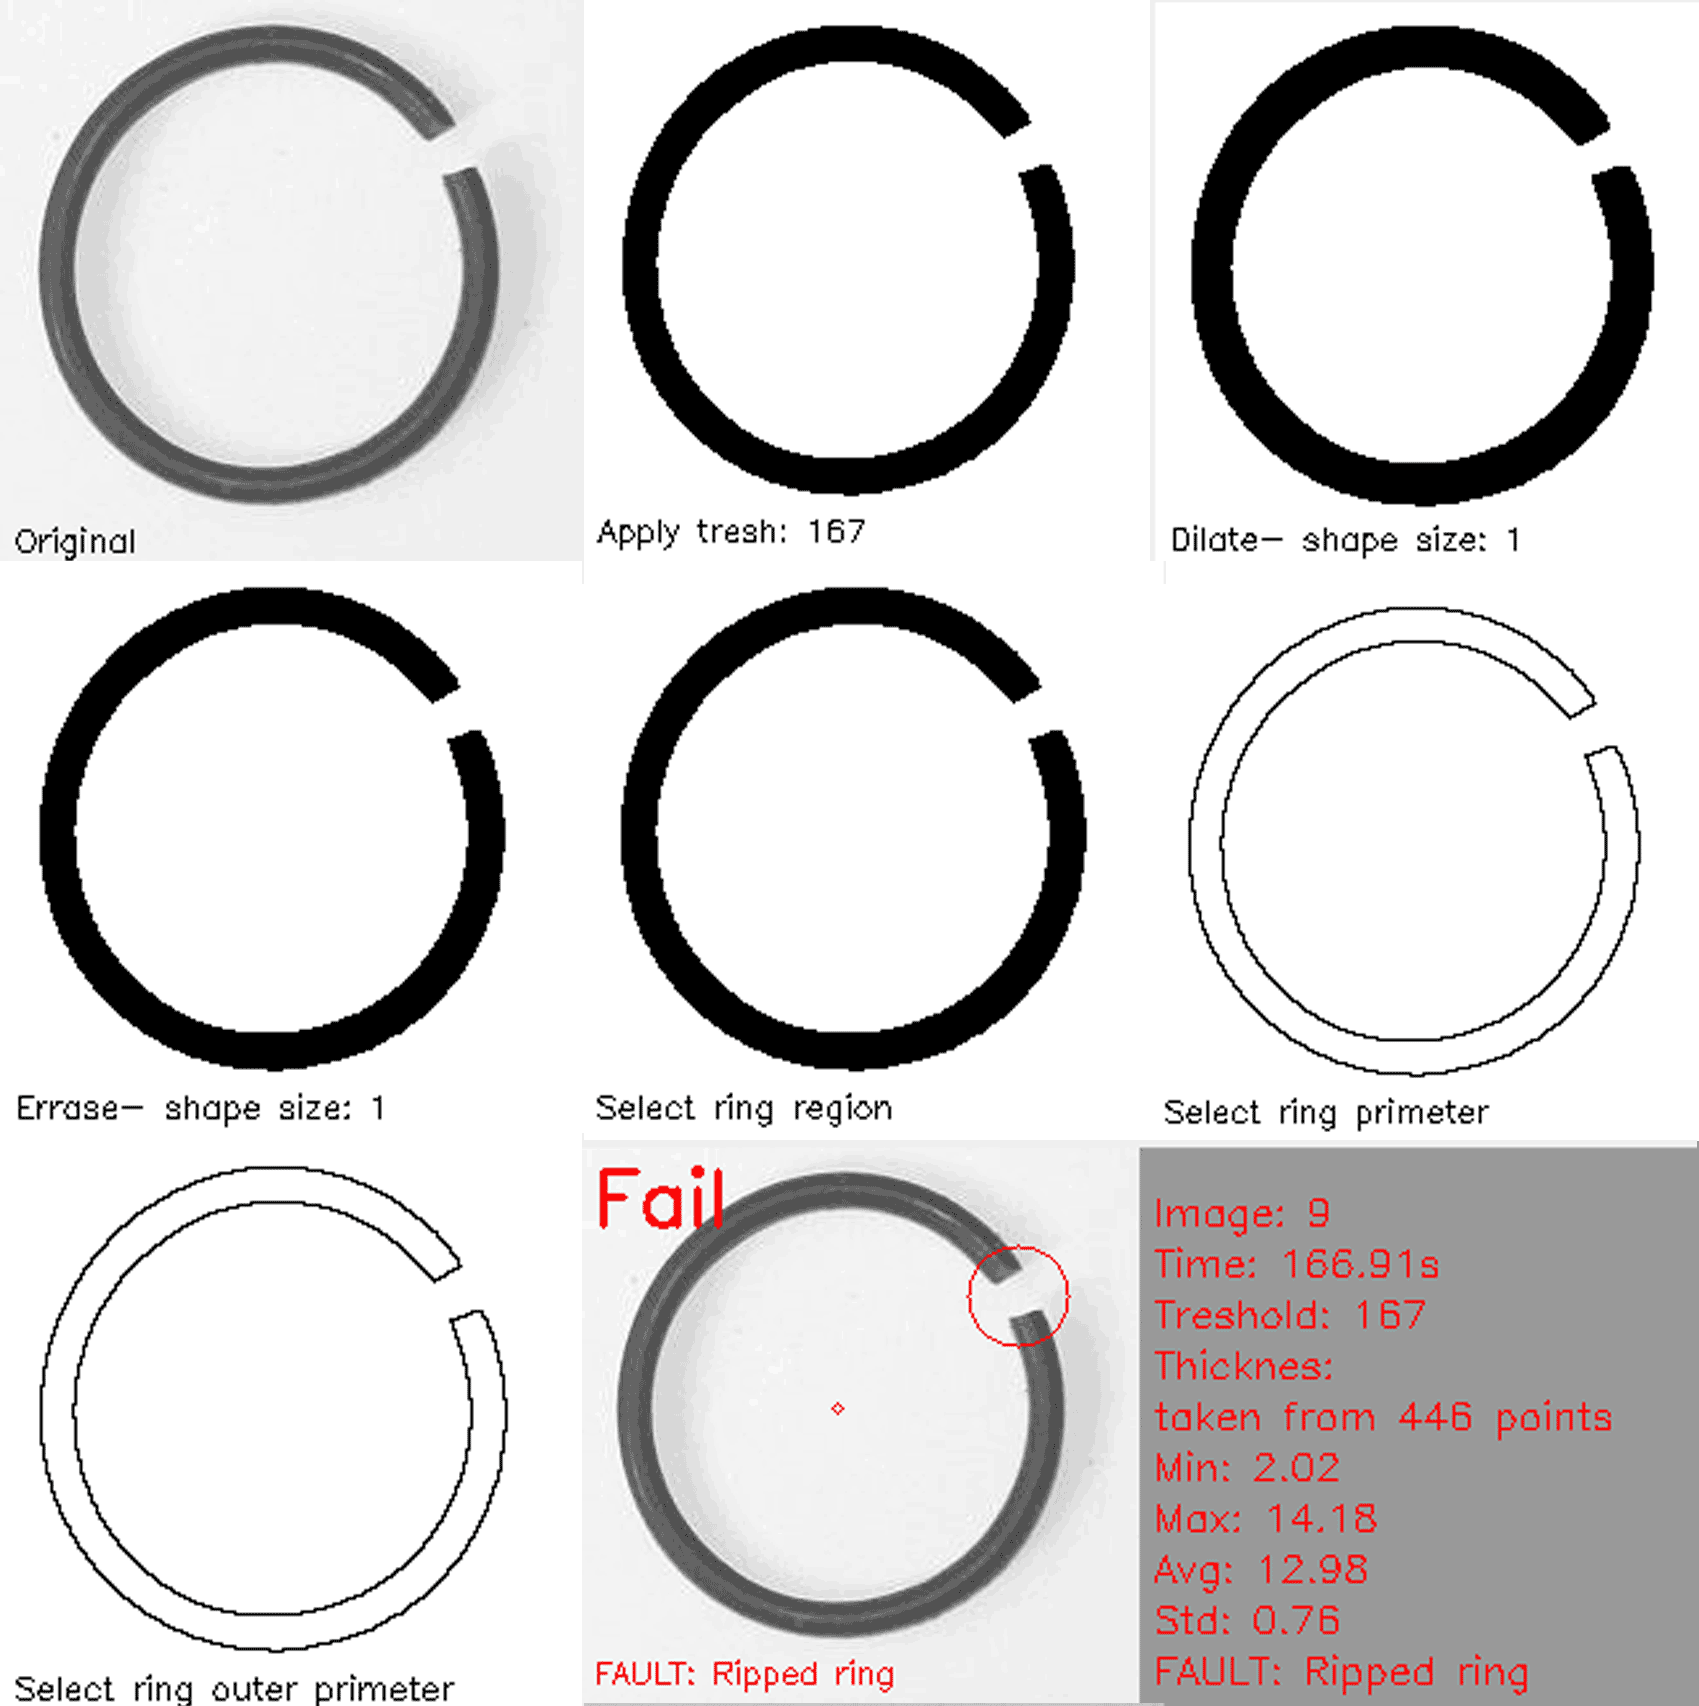 Original
Apply tresh: 167
Dilate- shape size: 1
Errase- shape size: 1
Select ring region
Select ring primeter
Select ring outer primeter
Fail
FAULT: Ripped ring
Image: 9
Time: 166.91s
Treshold: 167
Thicknes:
taken from 446 points
Min: 2.02
Max: 14.18
Avg: 12.98
Std: 0.76
FAULT: Ripped ring